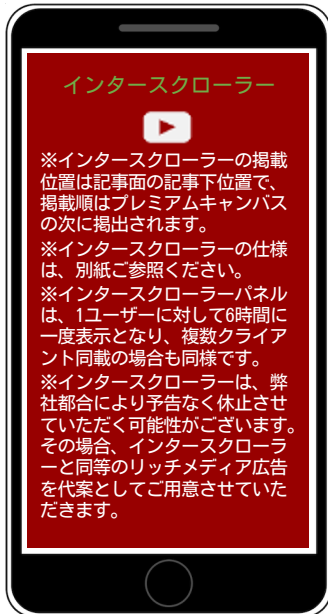 インタースクローラー
※インタースクローラーの掲載
位置は記事面の記事下位置で、
掲載順はプレミアムキャンバス
の次に掲出されます。
※インタースクローラーの仕様
は、別紙ご参照ください。
※インタースクローラーパネル
は、1ユーザーに対して6時間に
一度表示となり、複数クライア
ント同載の場合も同様です。
※インタースクローラーは、弊
社都合により予告なく休止させ
ていただく可能性がございます。
その場合、インタースクローラ
ーと同等のリッチメディア広告
を代案としてご用意させていた
だきます。